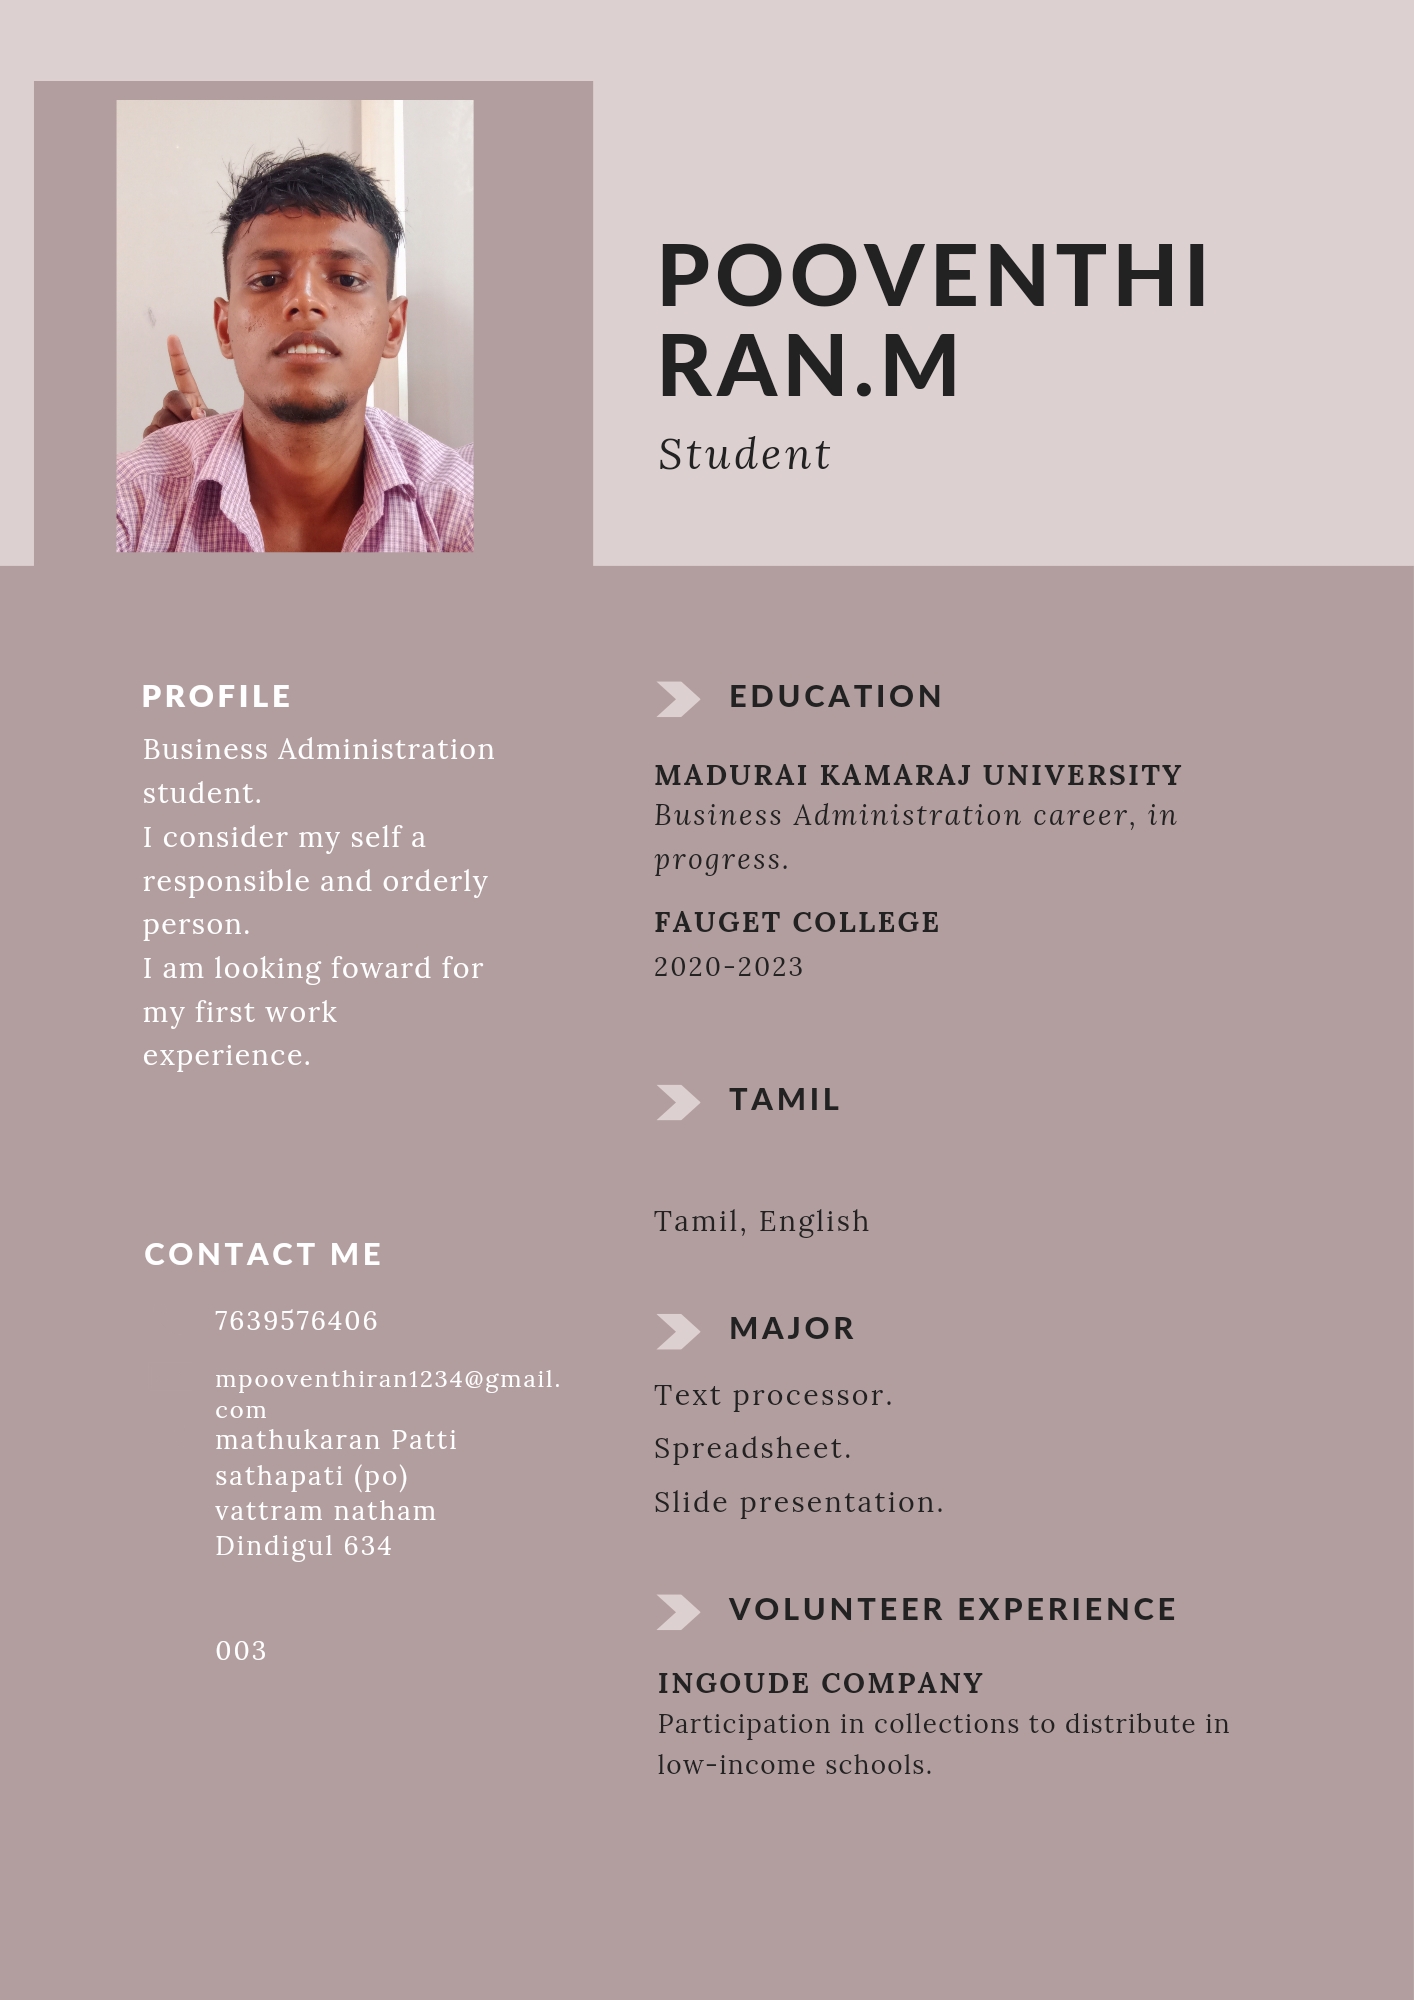 POOVENTHI
RAN.M
Student
PROFILE
Business Administration
student.
I consider my self a
responsible and orderly
person.
I am looking foward for
my first work
experience.
CONTACT ME
7639576406
mpooventhiran1234@gmail.
com
mathukaran Patti
sathapati (po)
vattram natham
Dindigul 634
003
EDUCATION
MADURAI KAMARAJ UNIVERSITY
Business Administration career, in
progress.
FAUGET COLLEGE
2020-2023
TAMIL
Tamil, English
MAJOR
Text processor.
Spreadsheet.
Slide presentation.
VOLUNTEER EXPERIENCE
INGOUDE COMPANY
Participation in collections to distribute in
low-income schools.